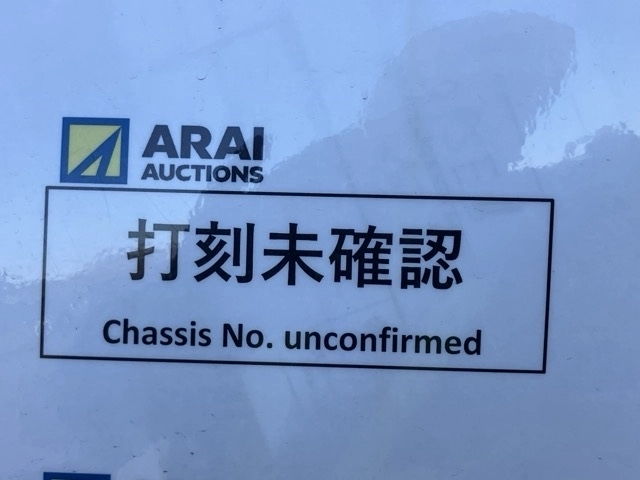 ARAI
AUCTIONS
打刻未確認
Chassis No. unconfirmed